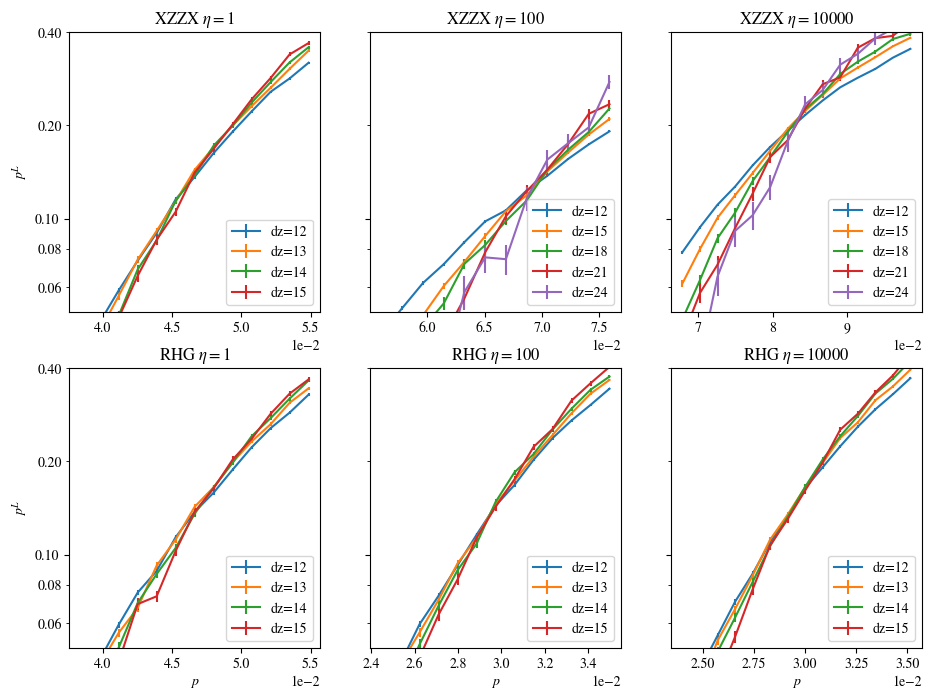 XZZX η = 1
XZZX η = 100
XZZX η = 10000
0.40
0.20
0.10
0.08
0.06
p^L
dz=12
dz=13
dz=14
dz=15
4.0 4.5 5.0 5.5
1e−2
dz=12
dz=15
dz=18
dz=21
dz=24
6.0 6.5 7.0 7.5
1e−2
dz=12
dz=15
dz=18
dz=21
dz=24
7 8 9
1e−2
RHG η = 1
RHG η = 100
RHG η = 10000
0.40
0.20
0.10
0.08
0.06
p^L
dz=12
dz=13
dz=14
dz=15
4.0 4.5 5.0 5.5
p
1e−2
dz=12
dz=13
dz=14
dz=15
2.4 2.6 2.8 3.0 3.2 3.4
p
1e−2
dz=12
dz=13
dz=14
dz=15
2.50 2.75 3.00 3.25 3.50
p
1e−2